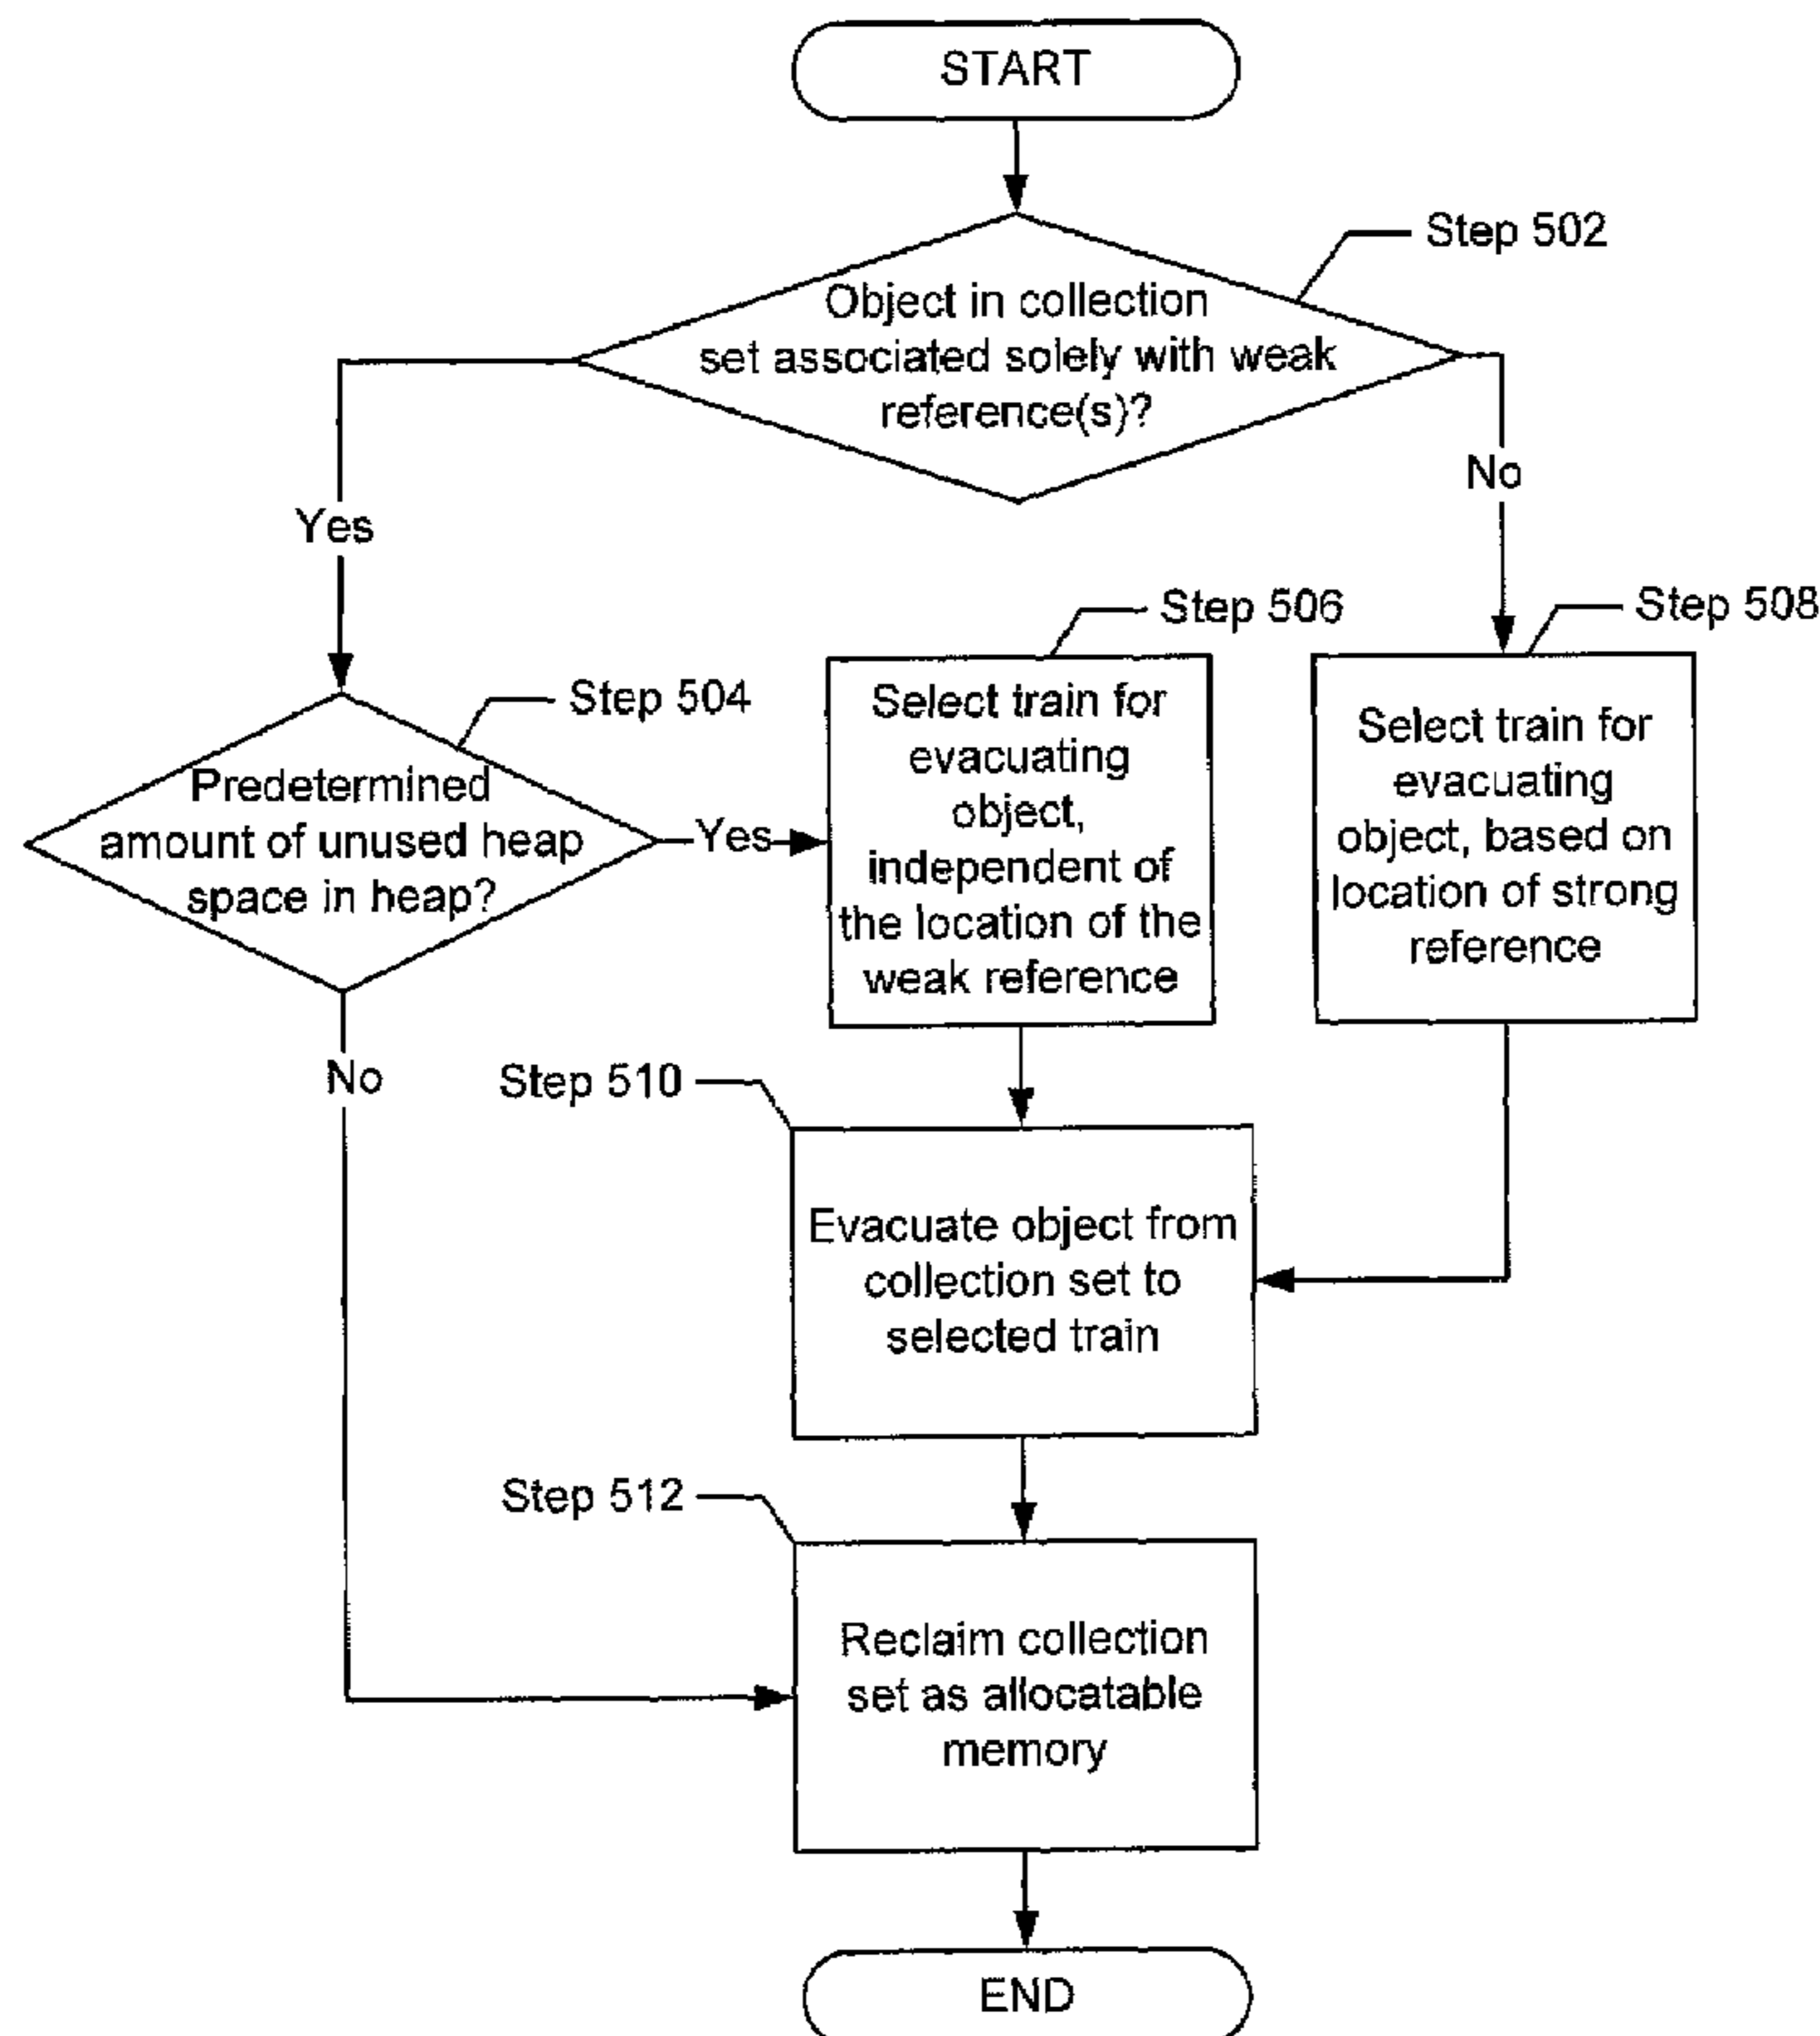 START
Step 502
Object in collection
set associated solely with weak
reference(s)?
Yes
No
Step 504
Predetermined
amount of unused heap
space in heap?
Yes
No
Step 506
Select train for
evacuating
object,
independent of
the location of the
weak reference
Step 508
Select train for
evacuating
object, based on
location of strong
reference
Step 510
Evacuate object from
collection set to
selected train
Step 512
Reclaim collection
set as allocatable
memory
END